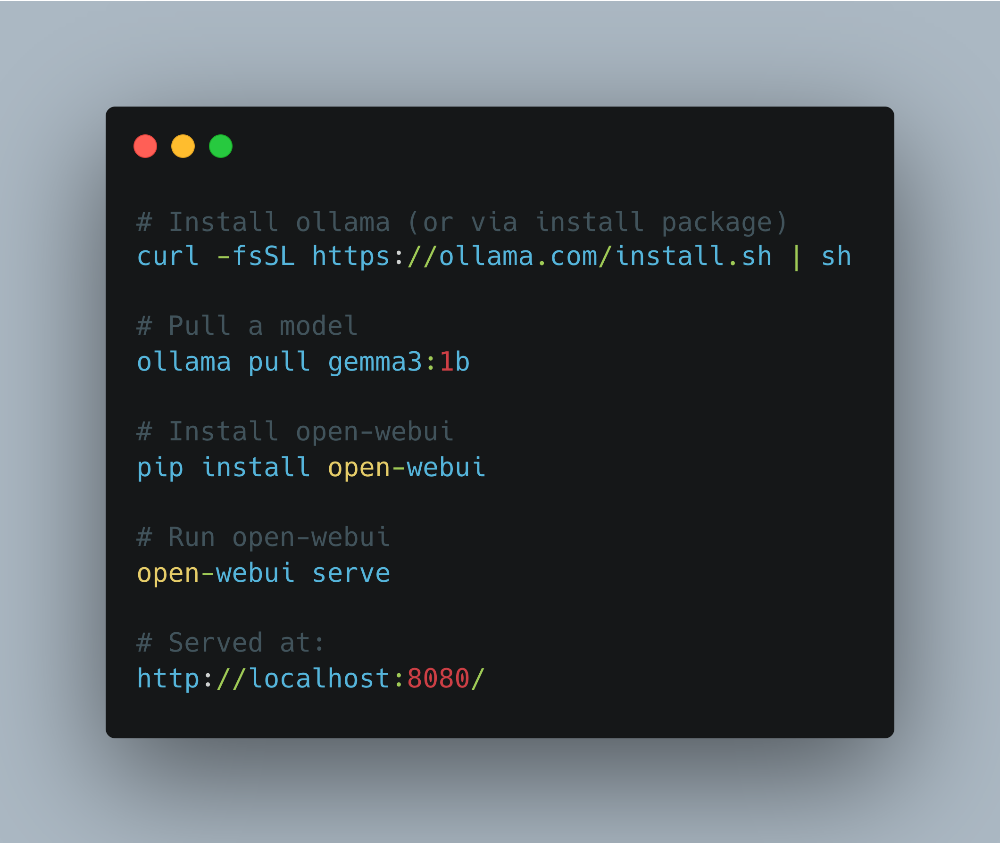 # Install ollama (or via install package)
curl -fsSL https://ollama.com/install.sh | sh
# Pull a model
ollama pull gemma3:1b
# Install open-webui
pip install open-webui
# Run open-webui
open-webui serve
# Served at:
http://localhost:8080/